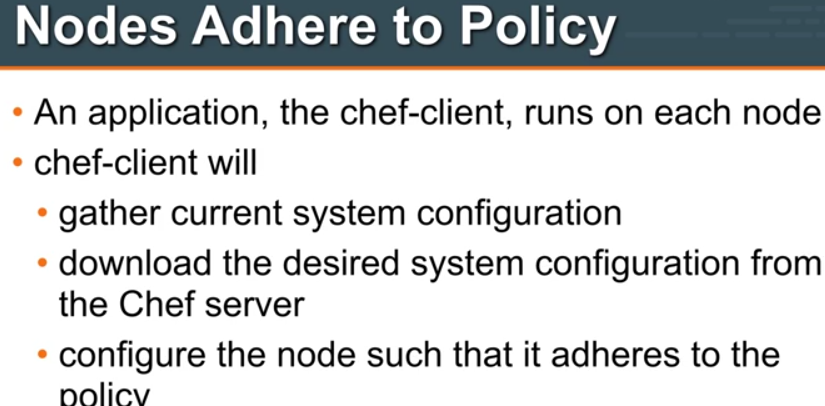 Nodes Adhere to Policy
• An application, the chef-client, runs on each node
• chef-client will
• gather current system configuration
• download the desired system configuration from
the Chef server
• configure the node such that it adheres to the
policy